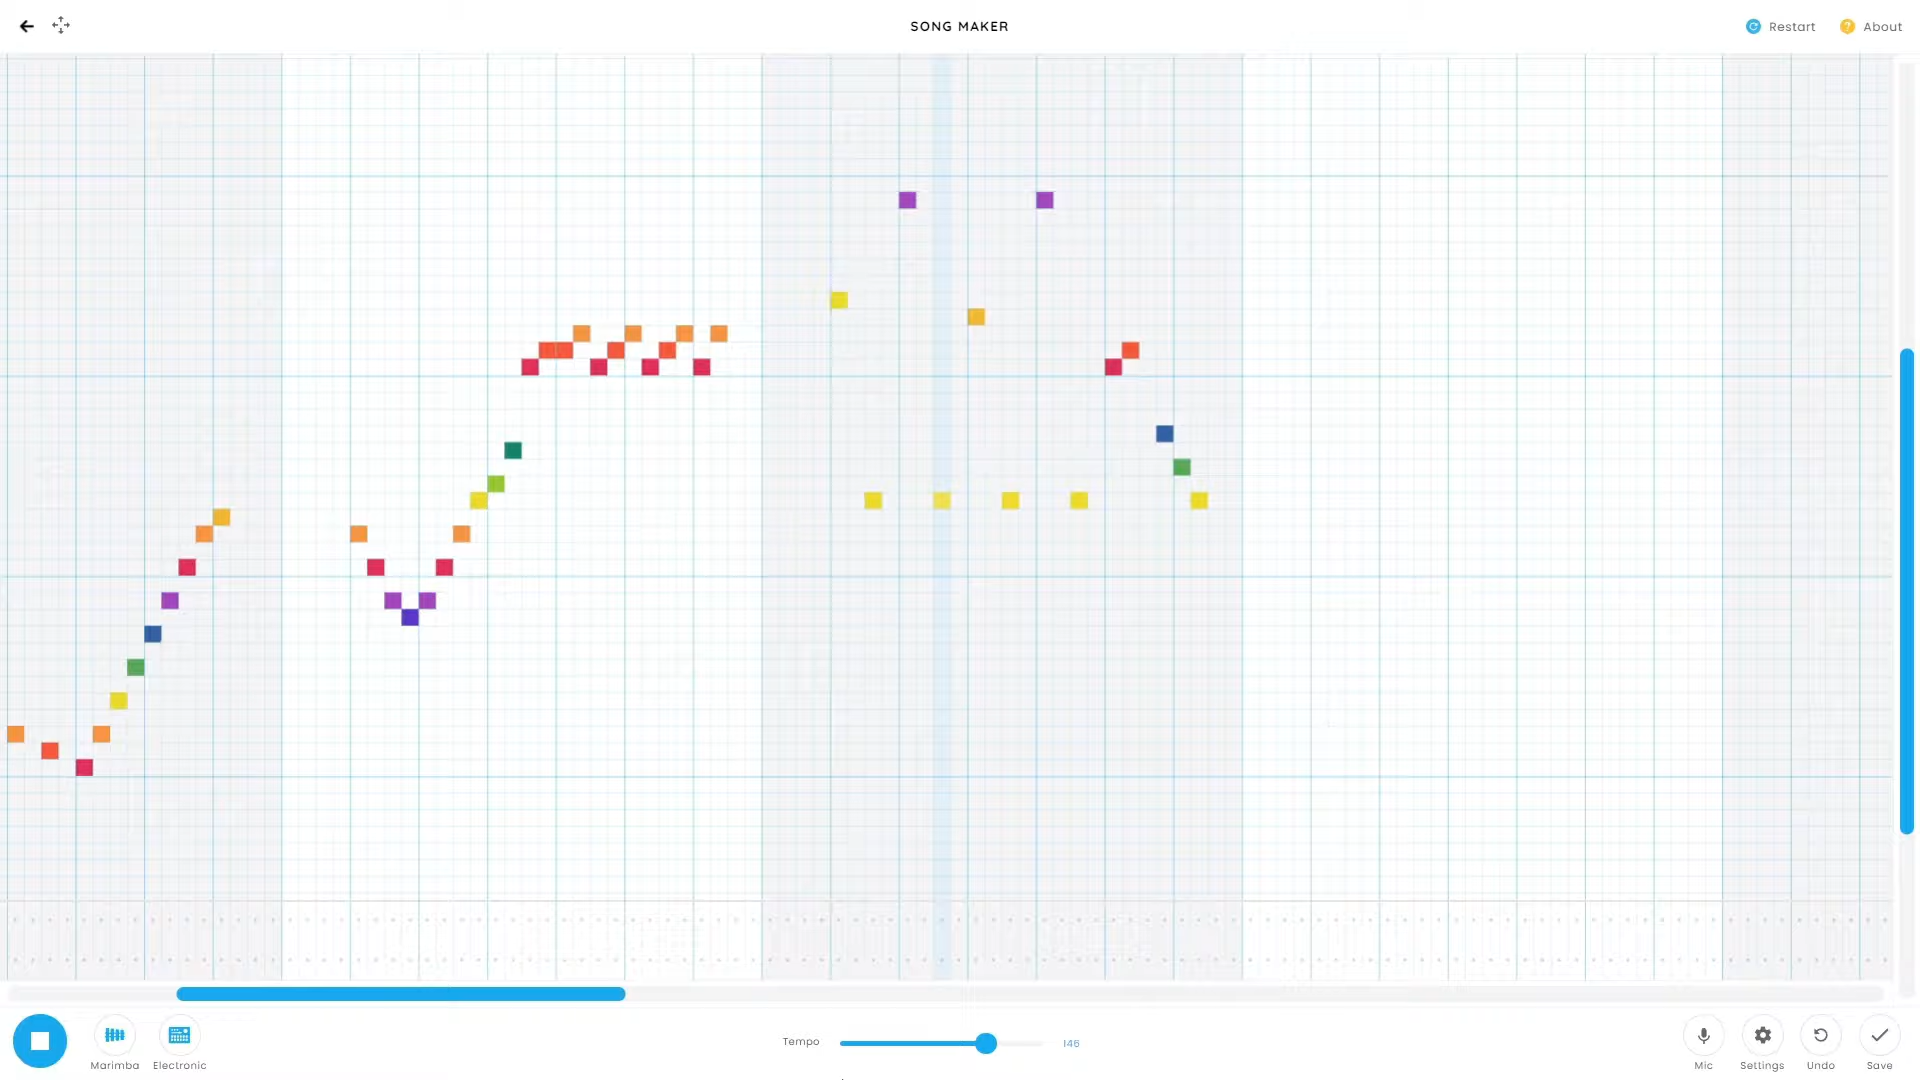 SONG MAKER
Restart
About
Tempo
146
Marimba
Electronic
Mic
Settings
Undo
Save